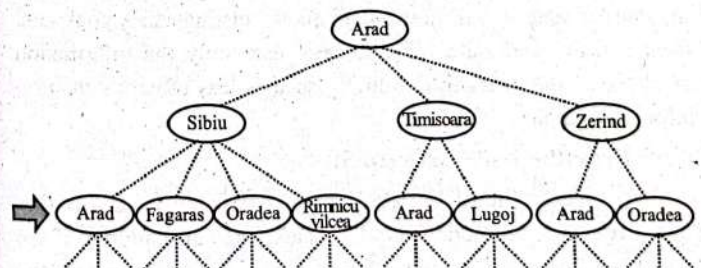 Arad
Sibiu
Timisoara
Zerind
Arad
Fagaras
Oradea
Rimnicu
vilcea
Arad
Lugoj
Arad
Oradea